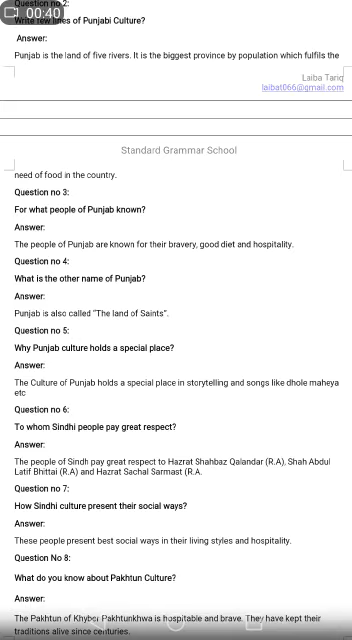 00:40
Question no 2:
Write few lines of Punjabi Culture?
Answer:
Punjab is the land of five rivers. It is the biggest province by population which fulfils the
Laiba Tariq
laibat066@gmail.com
Standard Grammar School
need of food in the country.
Question no 3:
For what people of Punjab known?
Answer:
The people of Punjab are known for their bravery, good diet and hospitality.
Question no 4:
What is the other name of Punjab?
Answer:
Punjab is also called “The land of Saints”.
Question no 5:
Why Punjab culture holds a special place?
Answer:
The Culture of Punjab holds a special place in storytelling and songs like dhole maheya
etc
Question no 6:
To whom Sindhi people pay great respect?
Answer:
The people of Sindh pay great respect to Hazrat Shahbaz Qalandar (R.A), Shah Abdul
Latif Bhittai (R.A) and Hazrat Sachal Sarmast (R.A.
Question no 7:
How Sindhi culture present their social ways?
Answer:
These people present best social ways in their living styles and hospitality.
Question No 8:
What do you know about Pakhtun Culture?
Answer:
The Pakhtun of Khyber Pakhtunkhwa is hospitable and brave. They have kept their
traditions alive since centuries.